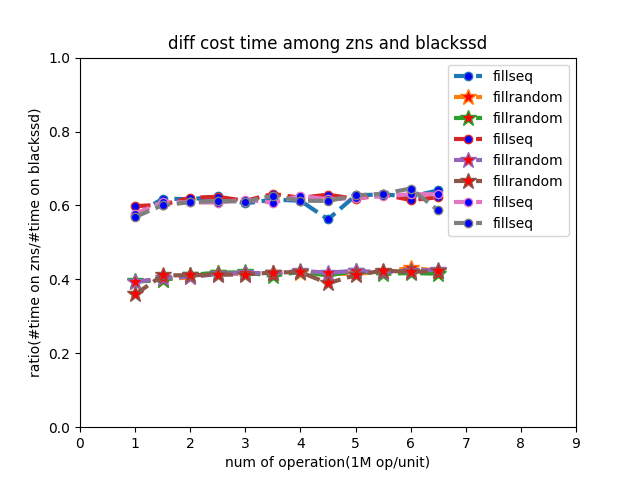 diff cost time among zns and blackssd
ratio(#time on zns/#time on blackssd)
1.0
0.8
0.6
0.4
0.2
0.0
fillseq
fillrandom
fillrandom
fillseq
fillrandom
fillrandom
fillseq
fillseq
0 1 2 3 4 5 6 7 8 9
num of operation(1M op/unit)